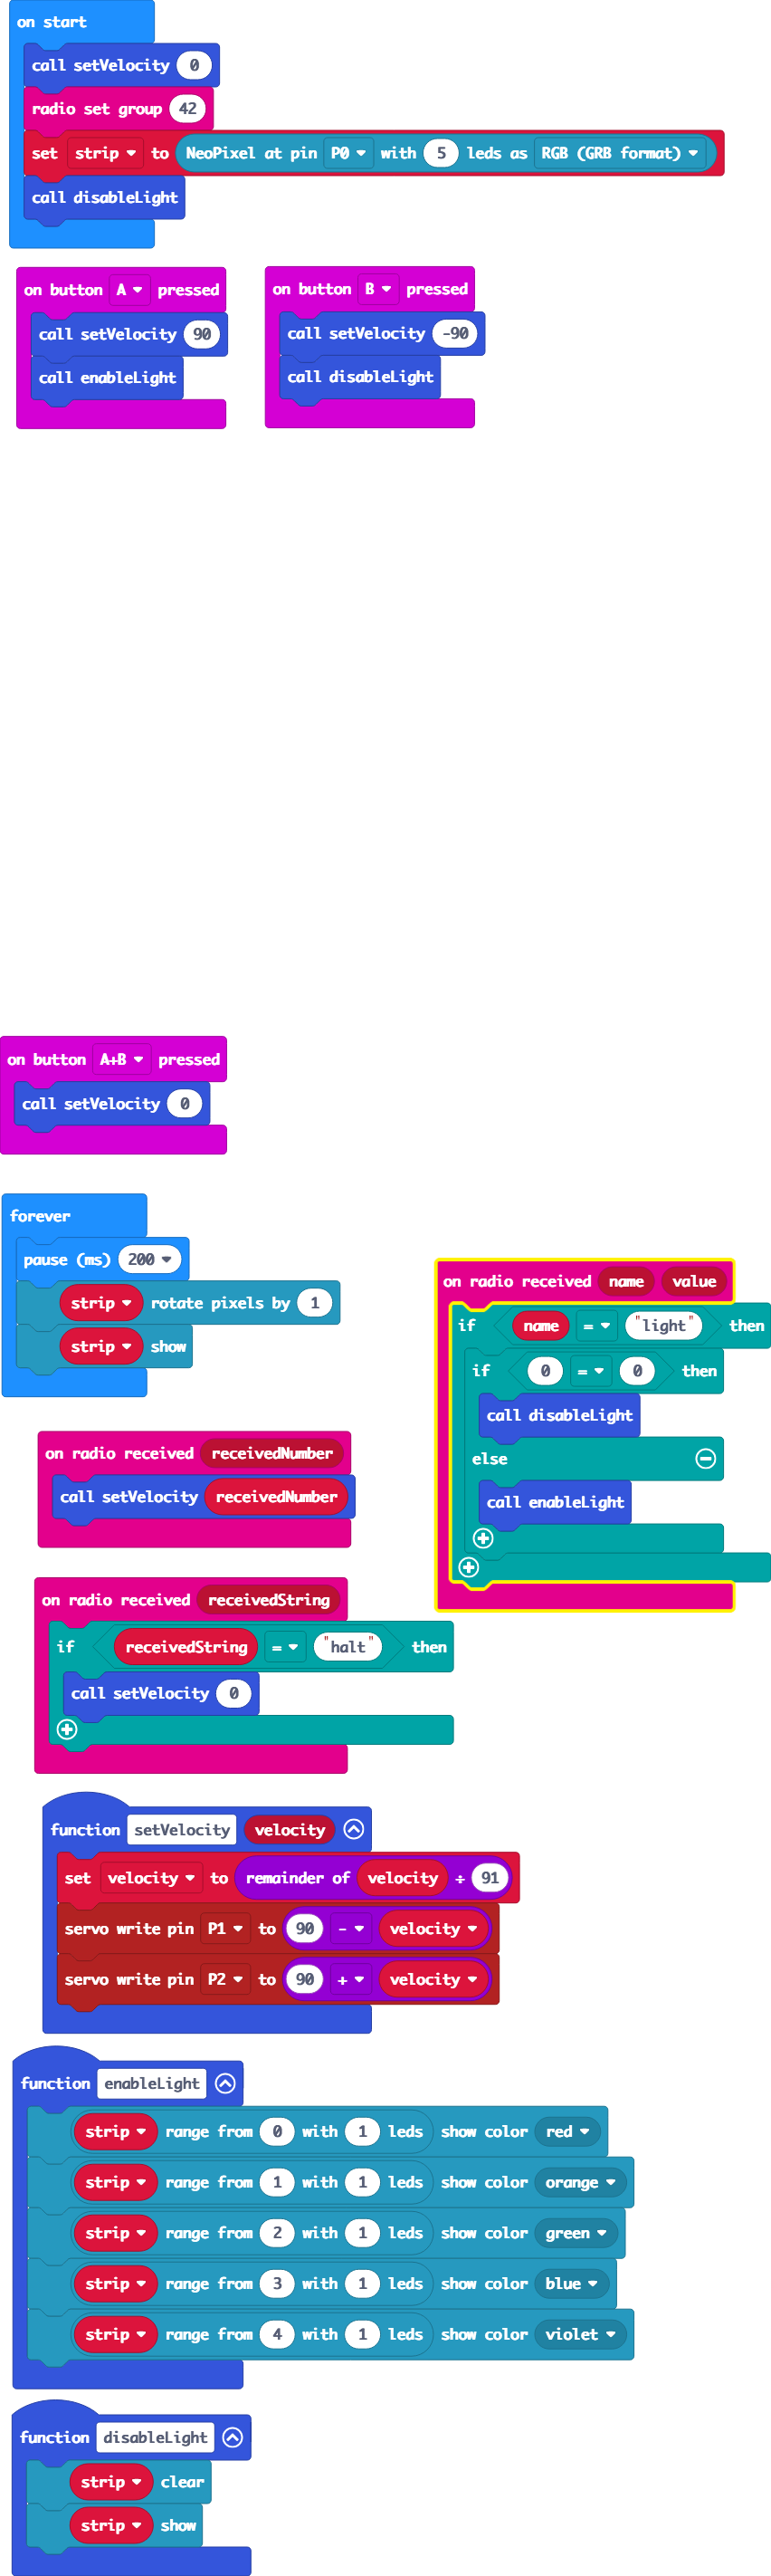 on start
call setVelocity 0
radio set group 42
set strip to NeoPixel at pin P0 with 5 leds as RGB (GRB format)
call disableLight
on button A pressed
call setVelocity 90
call enableLight
on button B pressed
call setVelocity -90
call disableLight
on button A+B pressed
call setVelocity 0
forever
pause (ms) 200
strip rotate pixels by 1
strip show
on radio received name value
if name = "light" then
if 0 = 0 then
call disableLight
else
call enableLight
on radio received receivedNumber
call setVelocity receivedNumber
on radio received receivedString
if receivedString = "halt" then
call setVelocity 0
function setVelocity velocity
set velocity to remainder of velocity ÷ 91
servo write pin P1 to 90 - velocity
servo write pin P2 to 90 + velocity
function enableLight
strip range from 0 with 1 leds show color red
strip range from 1 with 1 leds show color orange
strip range from 2 with 1 leds show color green
strip range from 3 with 1 leds show color blue
strip range from 4 with 1 leds show color violet
function disableLight
strip clear
strip show